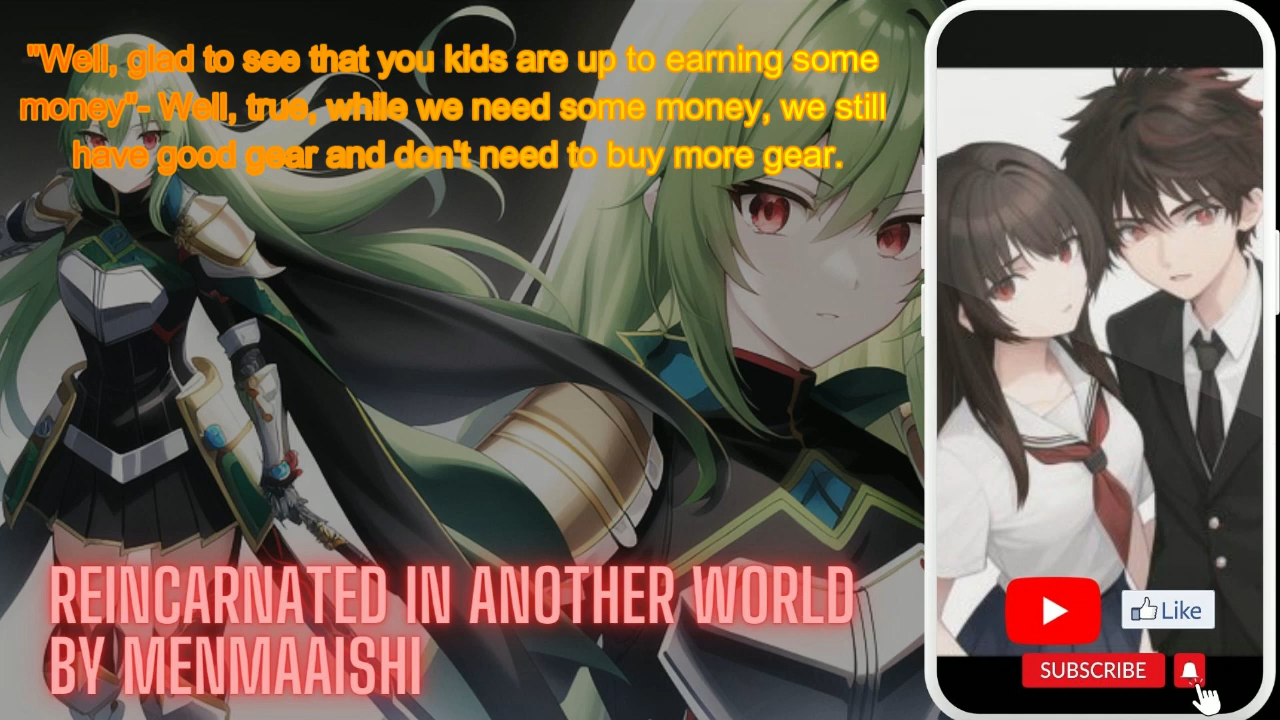 "Well, glad to see that you kids are up to earning some
money"- Well, true, while we need some money, we still
have good gear and don't need to buy more gear.
REINCARNATED IN ANOTHER WORLD
BY MENMAAISHI
Like
SUBSCRIBE